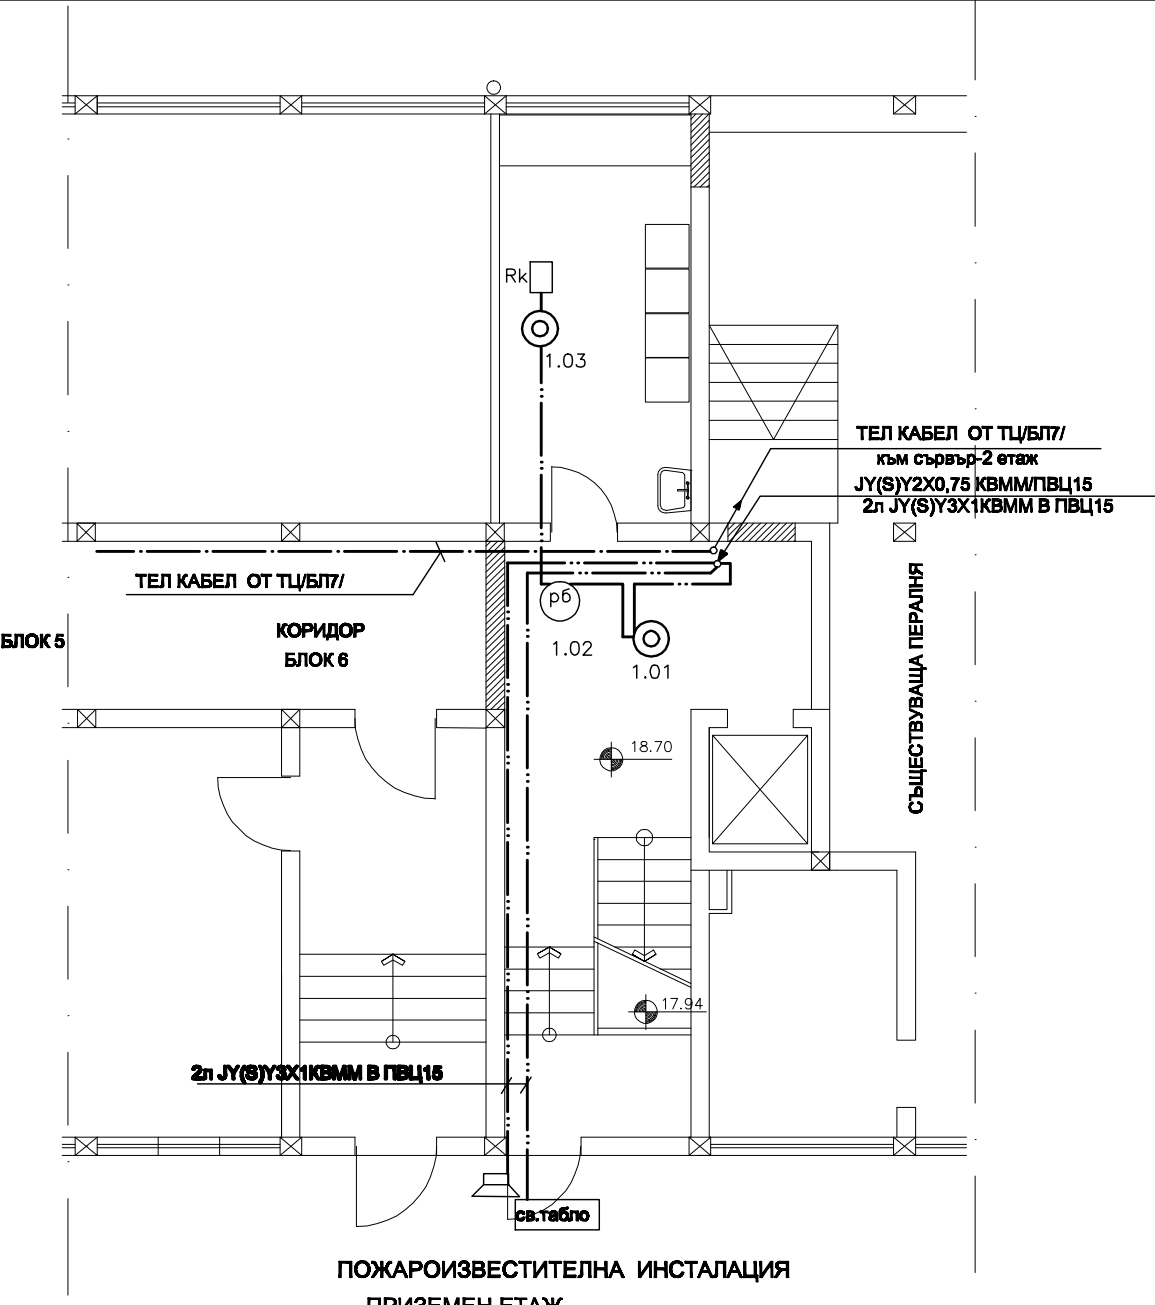 Rk
1.03
ТЕЛ КАБЕЛ ОТ ТЦ/БЛ7/
към сървър-2 етаж
JY(S)Y2X0,75 КВММ/ПВЦ15
2л JY(S)Y3X1КВММ В ПВЦ15
ТЕЛ КАБЕЛ ОТ ТЦ/БЛ7/
рб
БЛОК 5
КОРИДОР
БЛОК 6
1.02
1.01
СЪЩЕСТВУВАЩА ПЕРАЛНЯ
18.70
17.94
2л JY(S)Y3X1КВММ В ПВЦ15
св.табло
ПОЖАРОИЗВЕСТИТЕЛНА ИНСТАЛАЦИЯ
ПРИЗЕМЕН ЕТАЖ